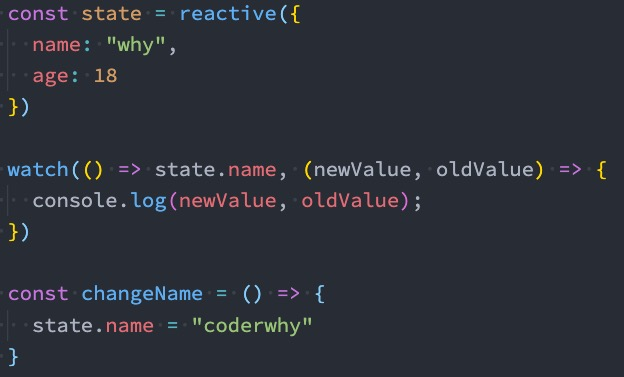 const state = reactive({
  name: "why",
  age: 18
})

watch(() => state.name, (newValue, oldValue) => {
  console.log(newValue, oldValue);
})

const changeName = () => {
  state.name = "coderwhy"
}